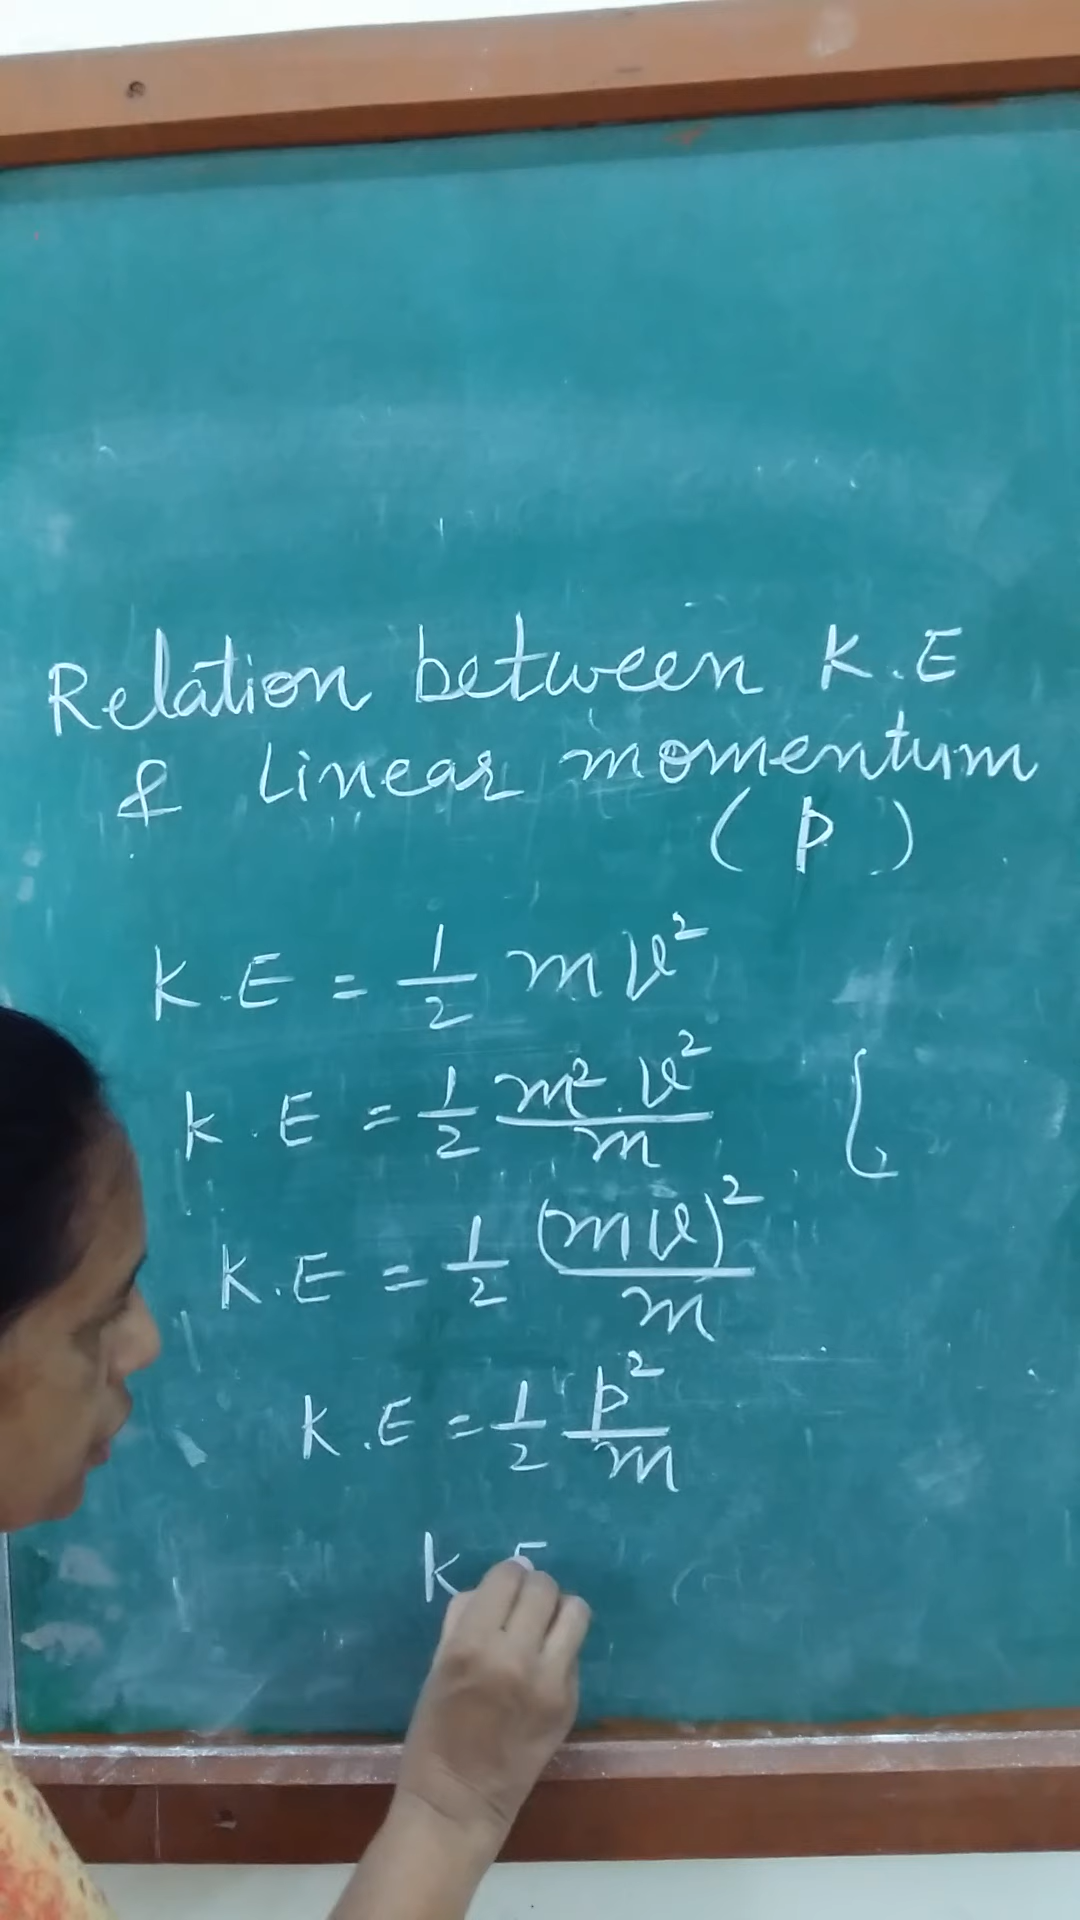 Relation between K.E
& Linear momentum
(p)
K.E = 1/2 mv²
K.E = 1/2 m².v²/m {
K.E = 1/2 (mv)²/m
K.E = 1/2 p²/m
K E